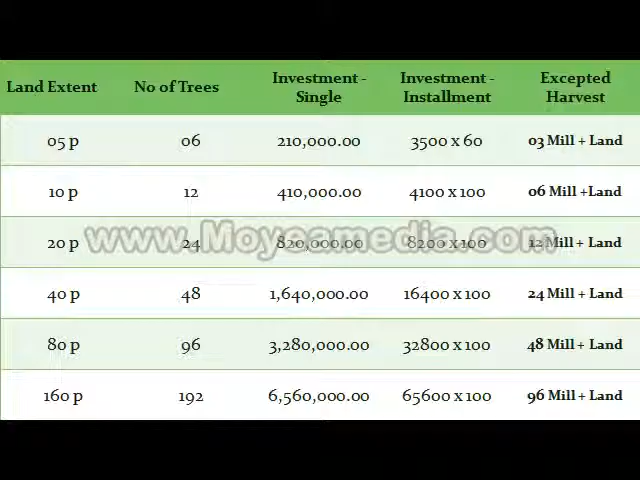 Land Extent No of Trees Investment - Single Investment - Installment Excepted Harvest
05 p 06 210,000.00 3500 x 60 03 Mill + Land
10 p 12 410,000.00 4100 x 100 06 Mill +Land
20 p 24 820,000.00 8200 x 100 12 Mill + Land
www.Moyeamedia.com
40 p 48 1,640,000.00 16400 x 100 24 Mill + Land
80 p 96 3,280,000.00 32800 x 100 48 Mill + Land
160 p 192 6,560,000.00 65600 x 100 96 Mill + Land